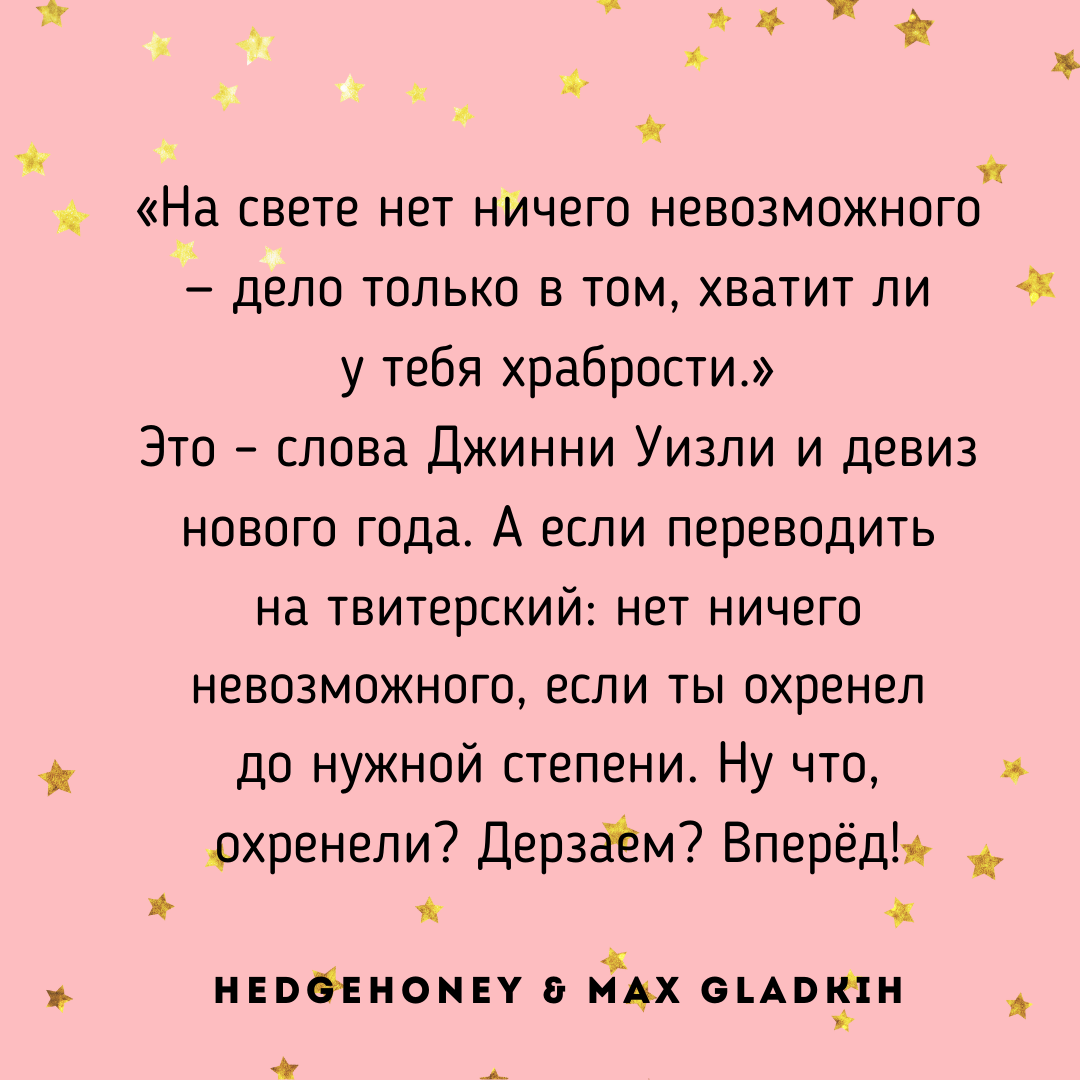 «На свете нет ничего невозможного
– дело только в том, хватит ли
у тебя храбрости.»
Это – слова Джинни Уизли и девиз
нового года. А если переводить
на твитерский: нет ничего
невозможного, если ты охренел
до нужной степени. Ну что,
охренели? Дерзаем? Вперёд!
HEDGEHONEY & MAX GLADKIH